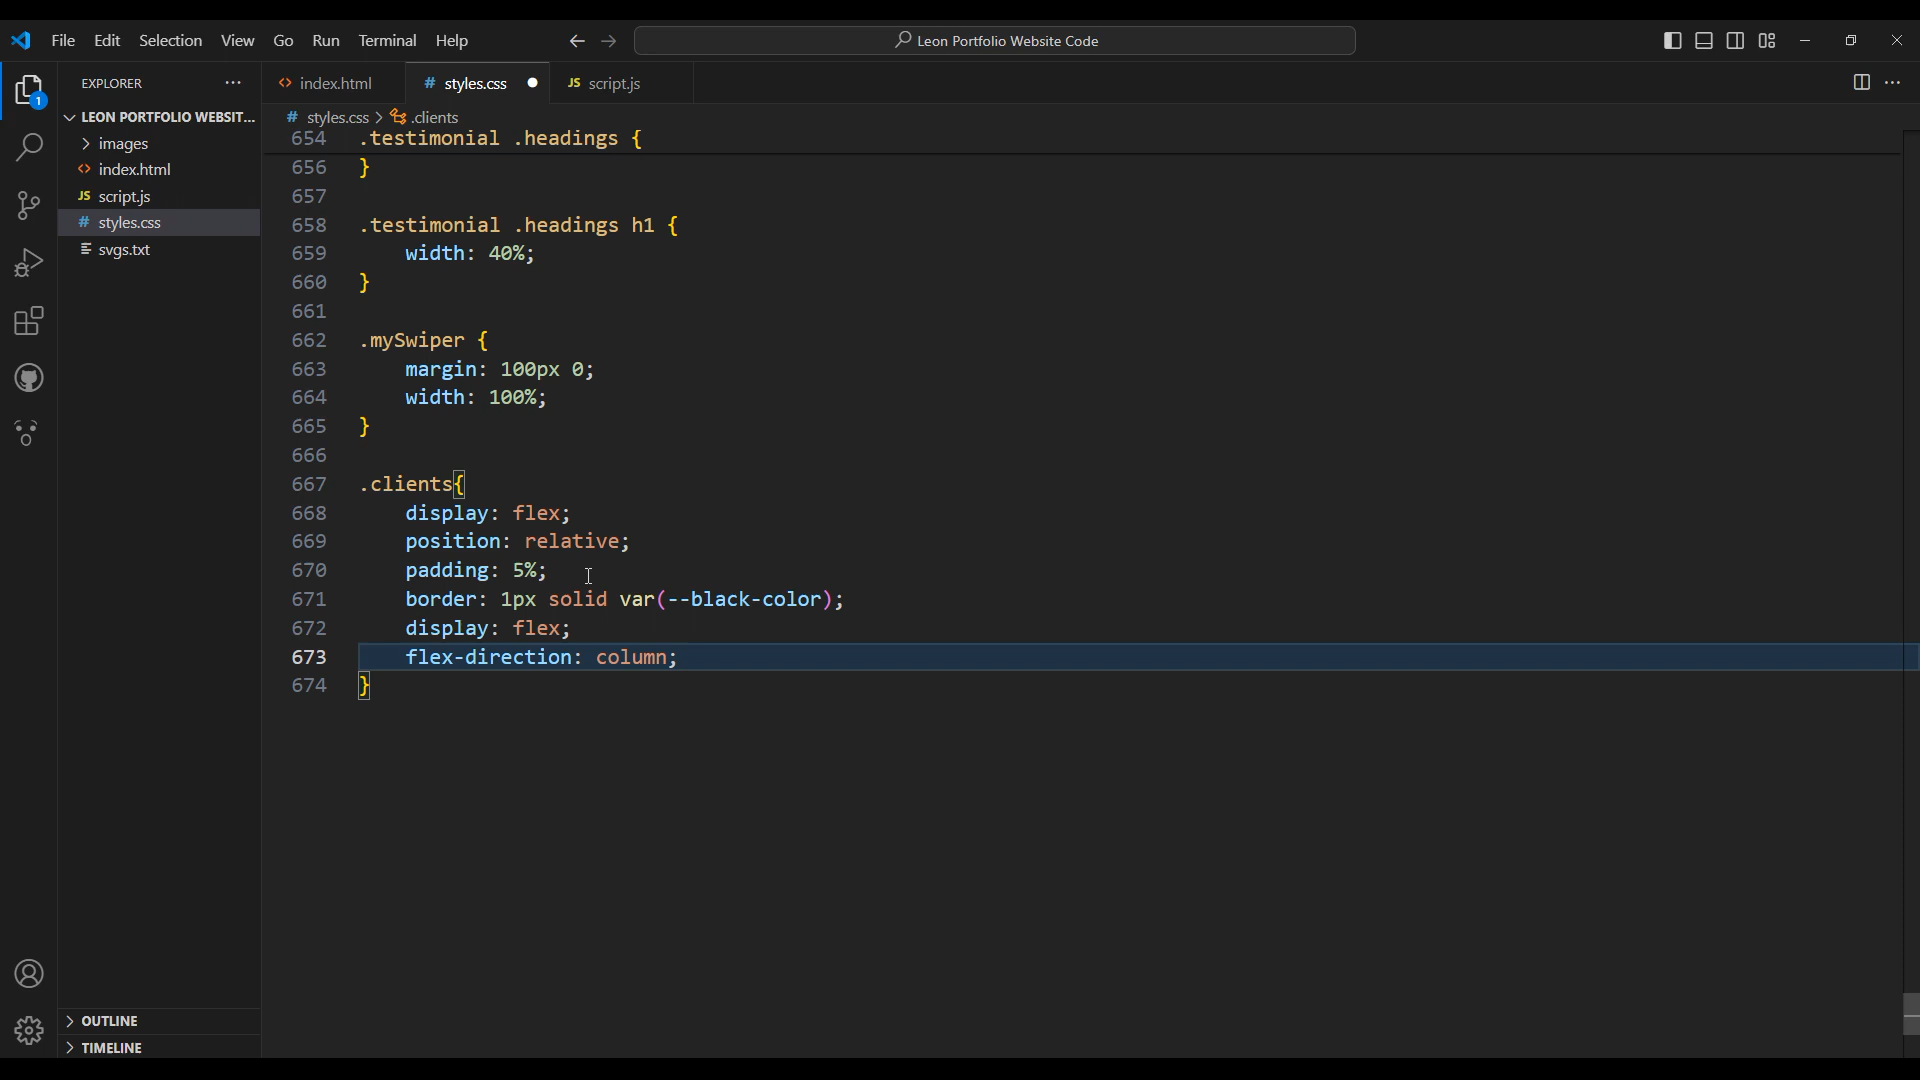 File Edit Selection View Go Run Terminal Help
Leon Portfolio Website Code
EXPLORER
index.html
# styles.css
JS script.js
LEON PORTFOLIO WEBSIT...
images
index.html
JS script.js
# styles.css
svgs.txt
# styles.css > .clients
654 .testimonial .headings {
656 }
657
658 .testimonial .headings h1 {
659 width: 40%;
660 }
661
662 .mySwiper {
663 margin: 100px 0;
664 width: 100%;
665 }
666
667 .clients{
668 display: flex;
669 position: relative;
670 padding: 5%;
671 border: 1px solid var(--black-color);
672 display: flex;
673 flex-direction: column;
674 }
1
OUTLINE
TIMELINE